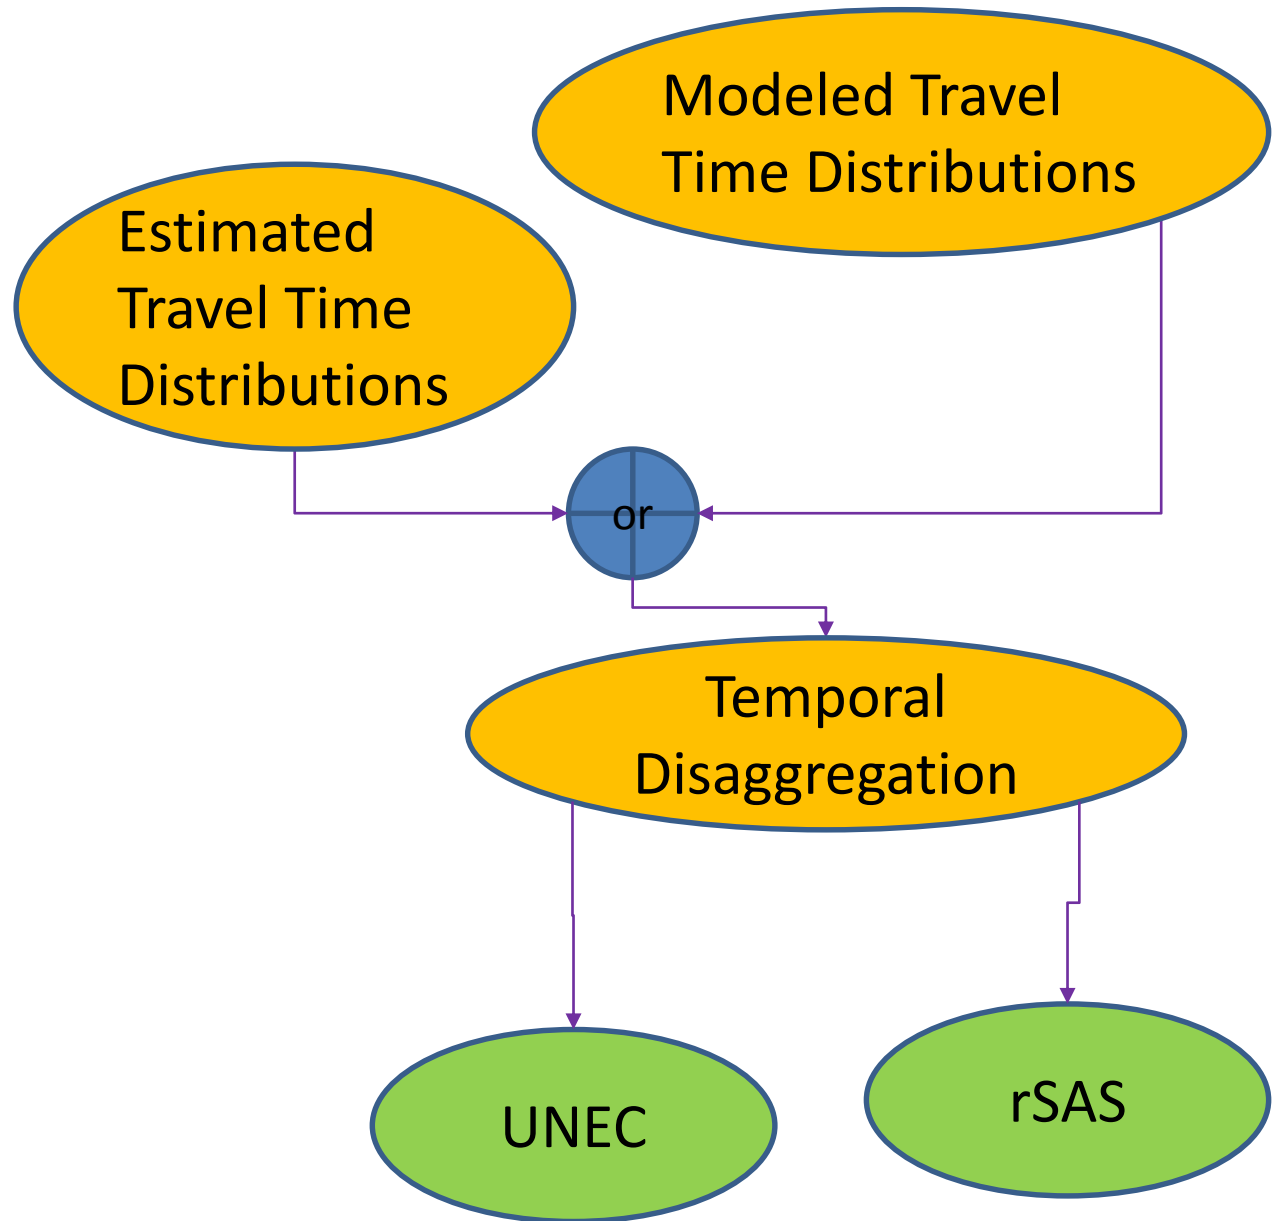 Modeled Travel
Time Distributions
Estimated
Travel Time
Distributions
or
Temporal
Disaggregation
UNEC
rSAS